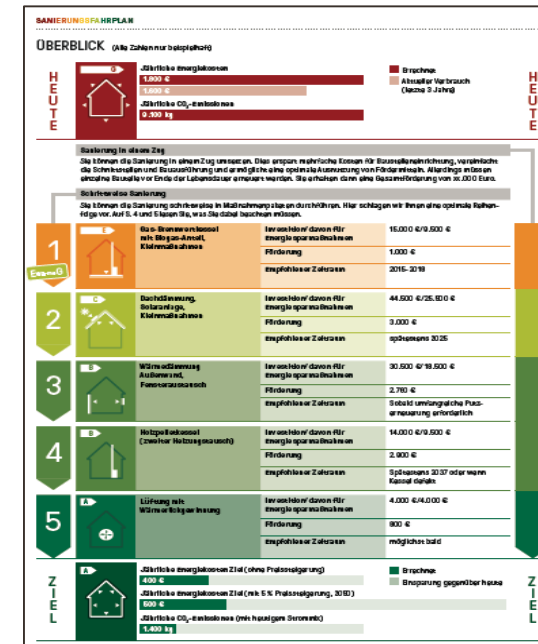 SANIERUNGSFAHRPLAN
ÜBERBLICK (Alle Zahlen nur beispielhaft)
HEUTE
G
Jährliche Energiekosten
1.800 €
1.600 €
Jährliche CO₂-Emissionen
9.100 kg
Errechnet
Aktueller Verbrauch
(letzte 3 Jahre)
HEUTE
Sanierung in einem Zug
Sie können die Sanierung in einem Zug umsetzen. Dies erspart mehrfache Kosten für Baustelleneinrichtung, vereinfacht
die Schnittstellen und Bauausführung und ermöglicht eine optimale Ausnutzung von Fördermitteln. Allerdings müssen
einzelne Bauteile vor Ende der Lebensdauer erneuert werden. Sie erhalten dann eine Gesamtförderung von xx.000 Euro.
Schrittweise Sanierung
Sie können die Sanierung schrittweise in Maßnahmenpaketen durchführen. Hier schlagen wir Ihnen eine optimale Reihen-
folge vor. Auf S. 4 und 5 lesen Sie, was Sie dabei beachten müssen.
1
E
Gas-Brennwertkessel
mit Biogas-Anteil,
Kleinmaßnahmen
Investition/davon für
Energiesparmaßnahmen
15.000 €/9.500 €
Förderung
1.000 €
Empfohlener Zeitraum
2015-2018
2
C
Dachdämmung,
Solaranlage,
Kleinmaßnahmen
Investition/davon für
Energiesparmaßnahmen
44.500 €/25.500 €
Förderung
3.000 €
Empfohlener Zeitraum
spätestens 2025
3
B
Wärmedämmung
Außenwand,
Fensteraustausch
Investition/davon für
Energiesparmaßnahmen
30.500 €/18.500 €
Förderung
2.760 €
Empfohlener Zeitraum
Sobald umfangreiche Putz-
erneuerung erforderlich
4
B
Holzpelletkessel
(zweiter Heizungstausch)
Investition/davon für
Energiesparmaßnahmen
14.000 €/9.500 €
Förderung
2.900 €
Empfohlener Zeitraum
Spätestens 2037 oder wenn
Kessel defekt
5
A
Lüftung mit
Wärmerückgewinnung
Investition/davon für
Energiesparmaßnahmen
4.000 €/4.000 €
Förderung
800 €
Empfohlener Zeitraum
möglichst bald
ZIEL
A
Jährliche Energiekosten Ziel (ohne Preissteigerung)
400 €
Jährliche Energiekosten Ziel (mit 5 % Preissteigerung, 2050)
500 €
Jährliche CO₂-Emissionen (mit heutigem Strommix)
1.400 kg
Errechnet
Einsparung gegenüber heute
ZIEL